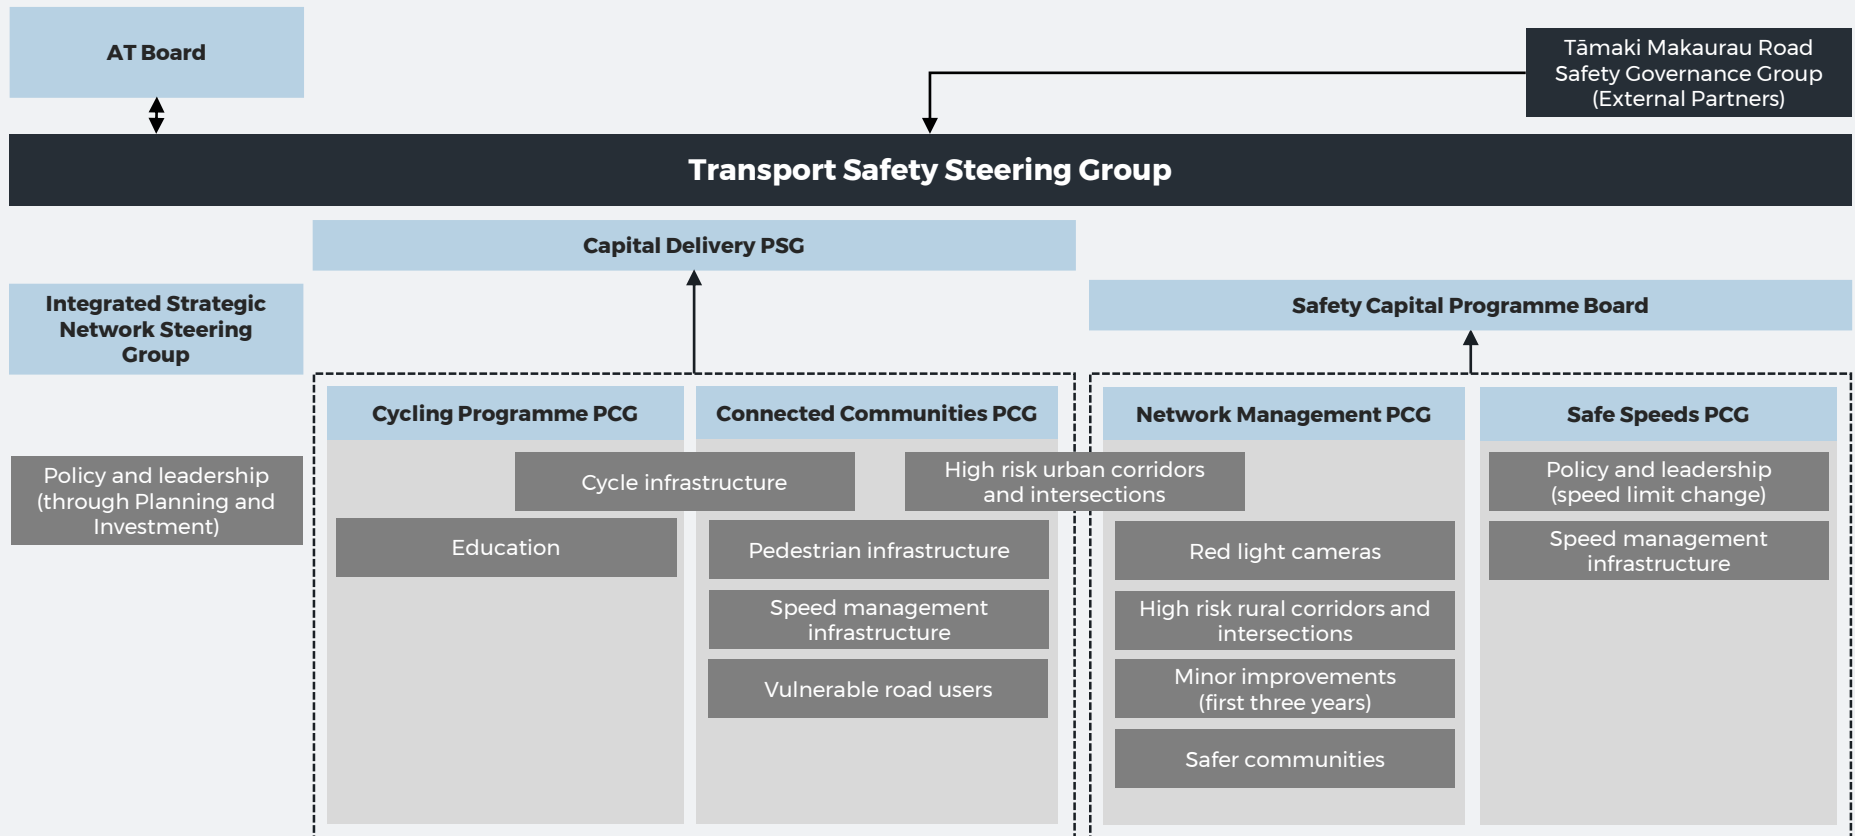 AT Board
Tāmaki Makaurau Road
Safety Governance Group
(External Partners)
Transport Safety Steering Group
Capital Delivery PSG
Integrated Strategic
Network Steering
Group
Safety Capital Programme Board
Cycling Programme PCG
Connected Communities PCG
Network Management PCG
Safe Speeds PCG
Policy and leadership
(through Planning and
Investment)
Cycle infrastructure
High risk urban corridors
and intersections
Policy and leadership
(speed limit change)
Education
Pedestrian infrastructure
Red light cameras
Speed management
infrastructure
Speed management
infrastructure
High risk rural corridors and
intersections
Vulnerable road users
Minor improvements
(first three years)
Safer communities